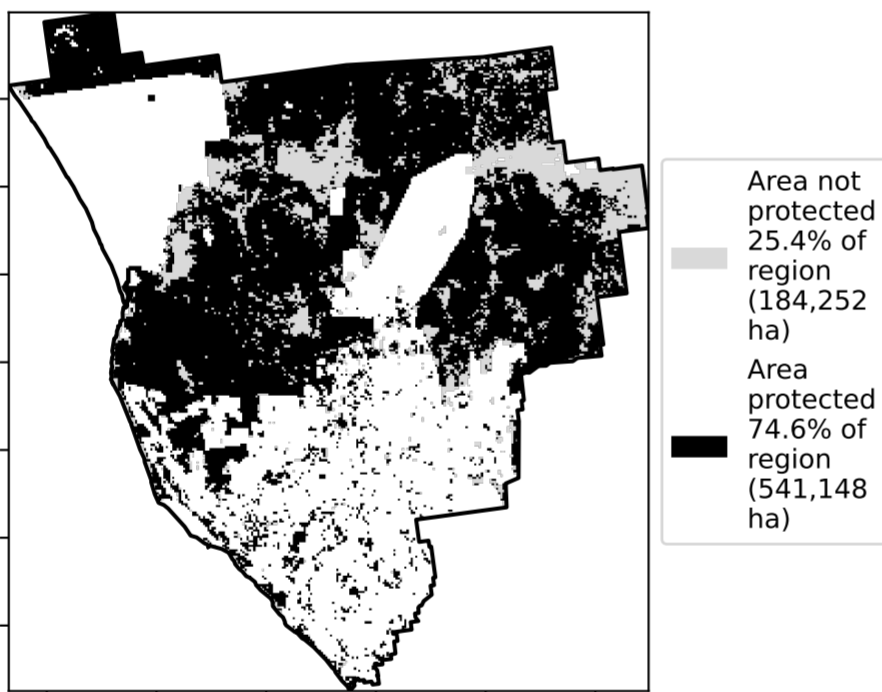 Area not
protected
25.4% of
region
(184,252
ha)
Area
protected
74.6% of
region
(541,148
ha)